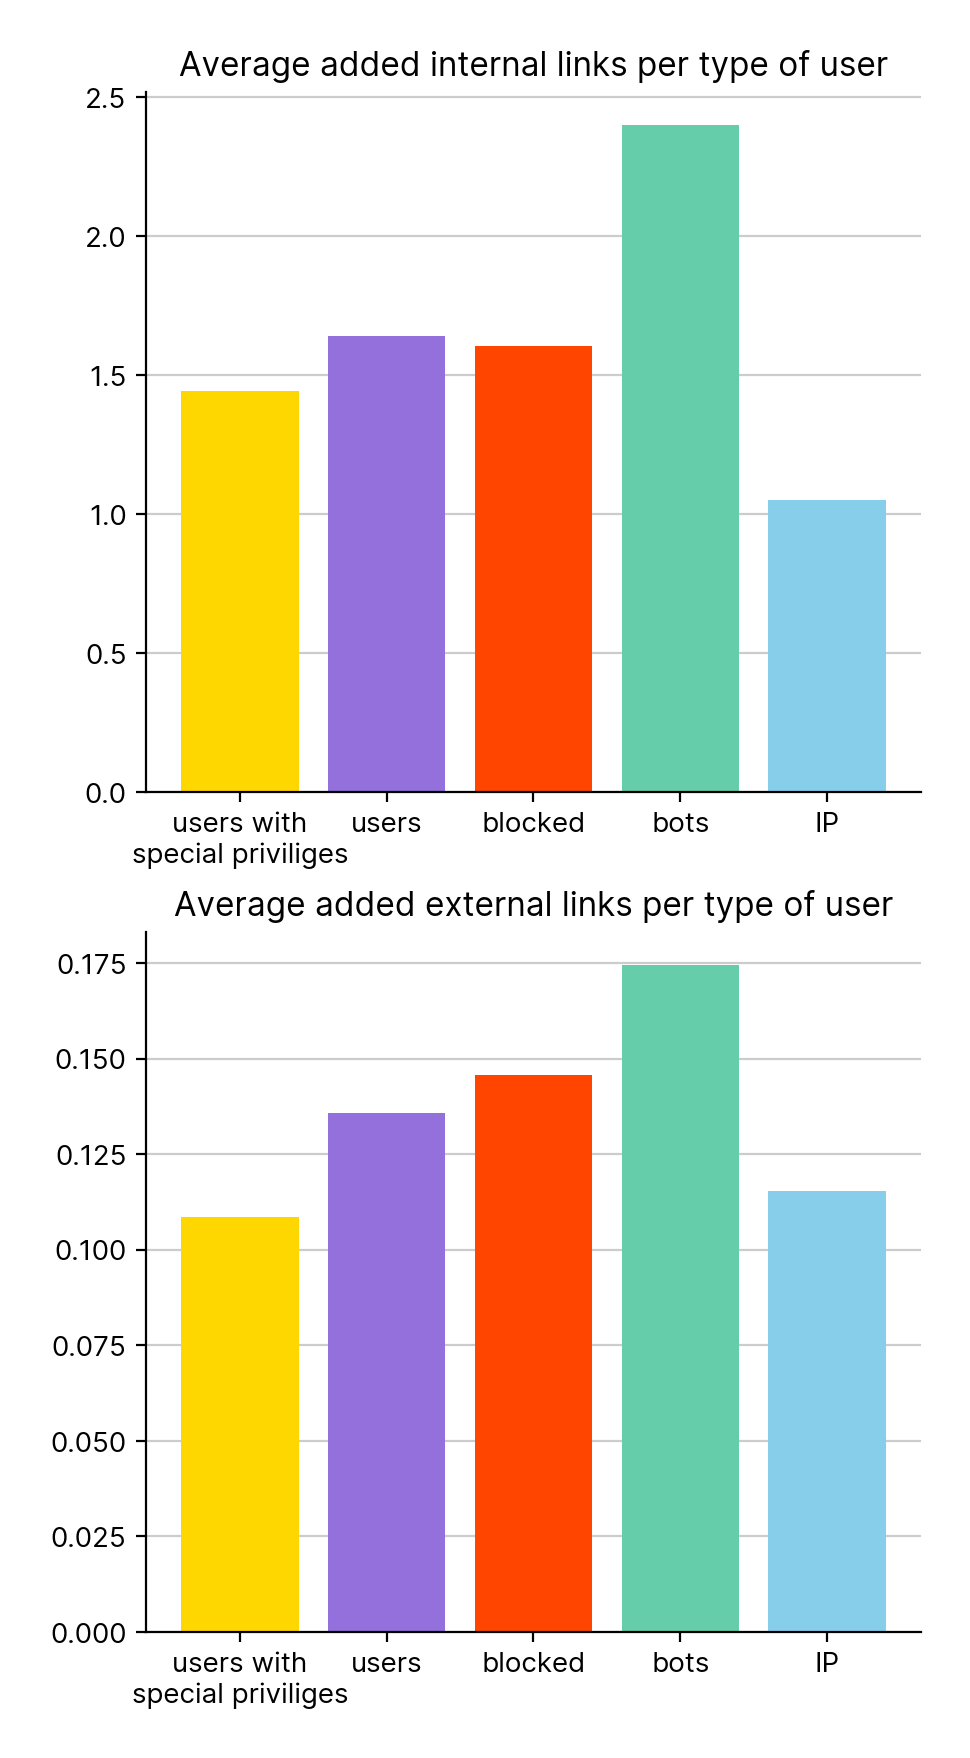 Average added internal links per type of user
2.5
2.0
1.5
1.0
0.5
0.0
users with
special priviliges
users
blocked
bots
IP
Average added external links per type of user
0.175
0.150
0.125
0.100
0.075
0.050
0.025
0.000
users with
special priviliges
users
blocked
bots
IP